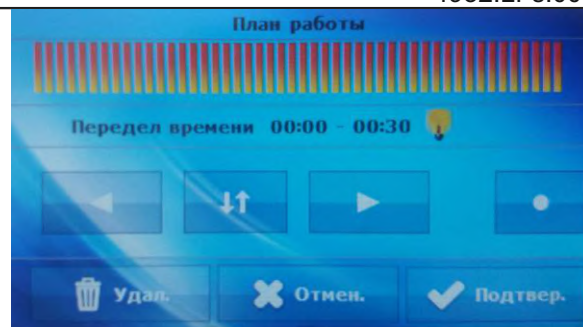 План работы
Передел времени 00:00 - 00:30
Удал. Отмен. Подтвер.